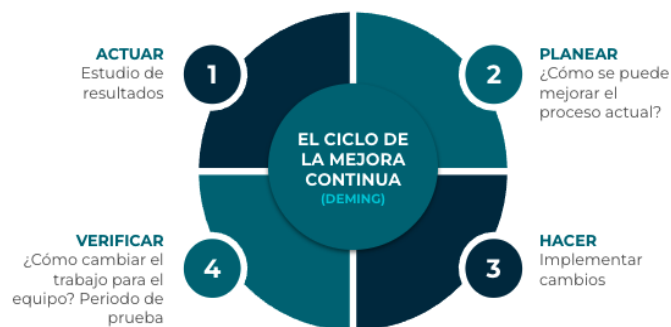 ACTUAR
Estudio de
resultados
1
2
PLANEAR
¿Cómo se puede
mejorar el
proceso actual?
EL CICLO DE
LA MEJORA
CONTINUA
(DEMING)
VERIFICAR
¿Cómo cambiar el
trabajo para el
equipo? Periodo de
prueba
4
3
HACER
Implementar
cambios